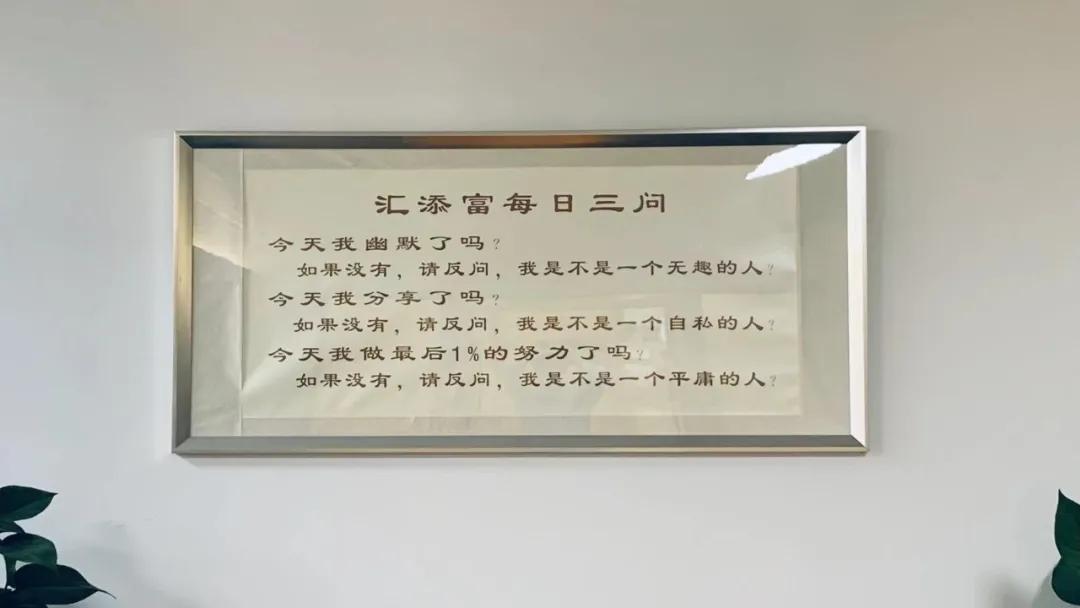 汇添富每日三问
今天我幽默了吗?
如果没有，请反问，我是不是一个无趣的人?
今天我分享了吗?
如果没有，请反问，我是不是一个自私的人?
今天我做最后1%的努力了吗?
如果没有，请反问，我是不是一个平庸的人?